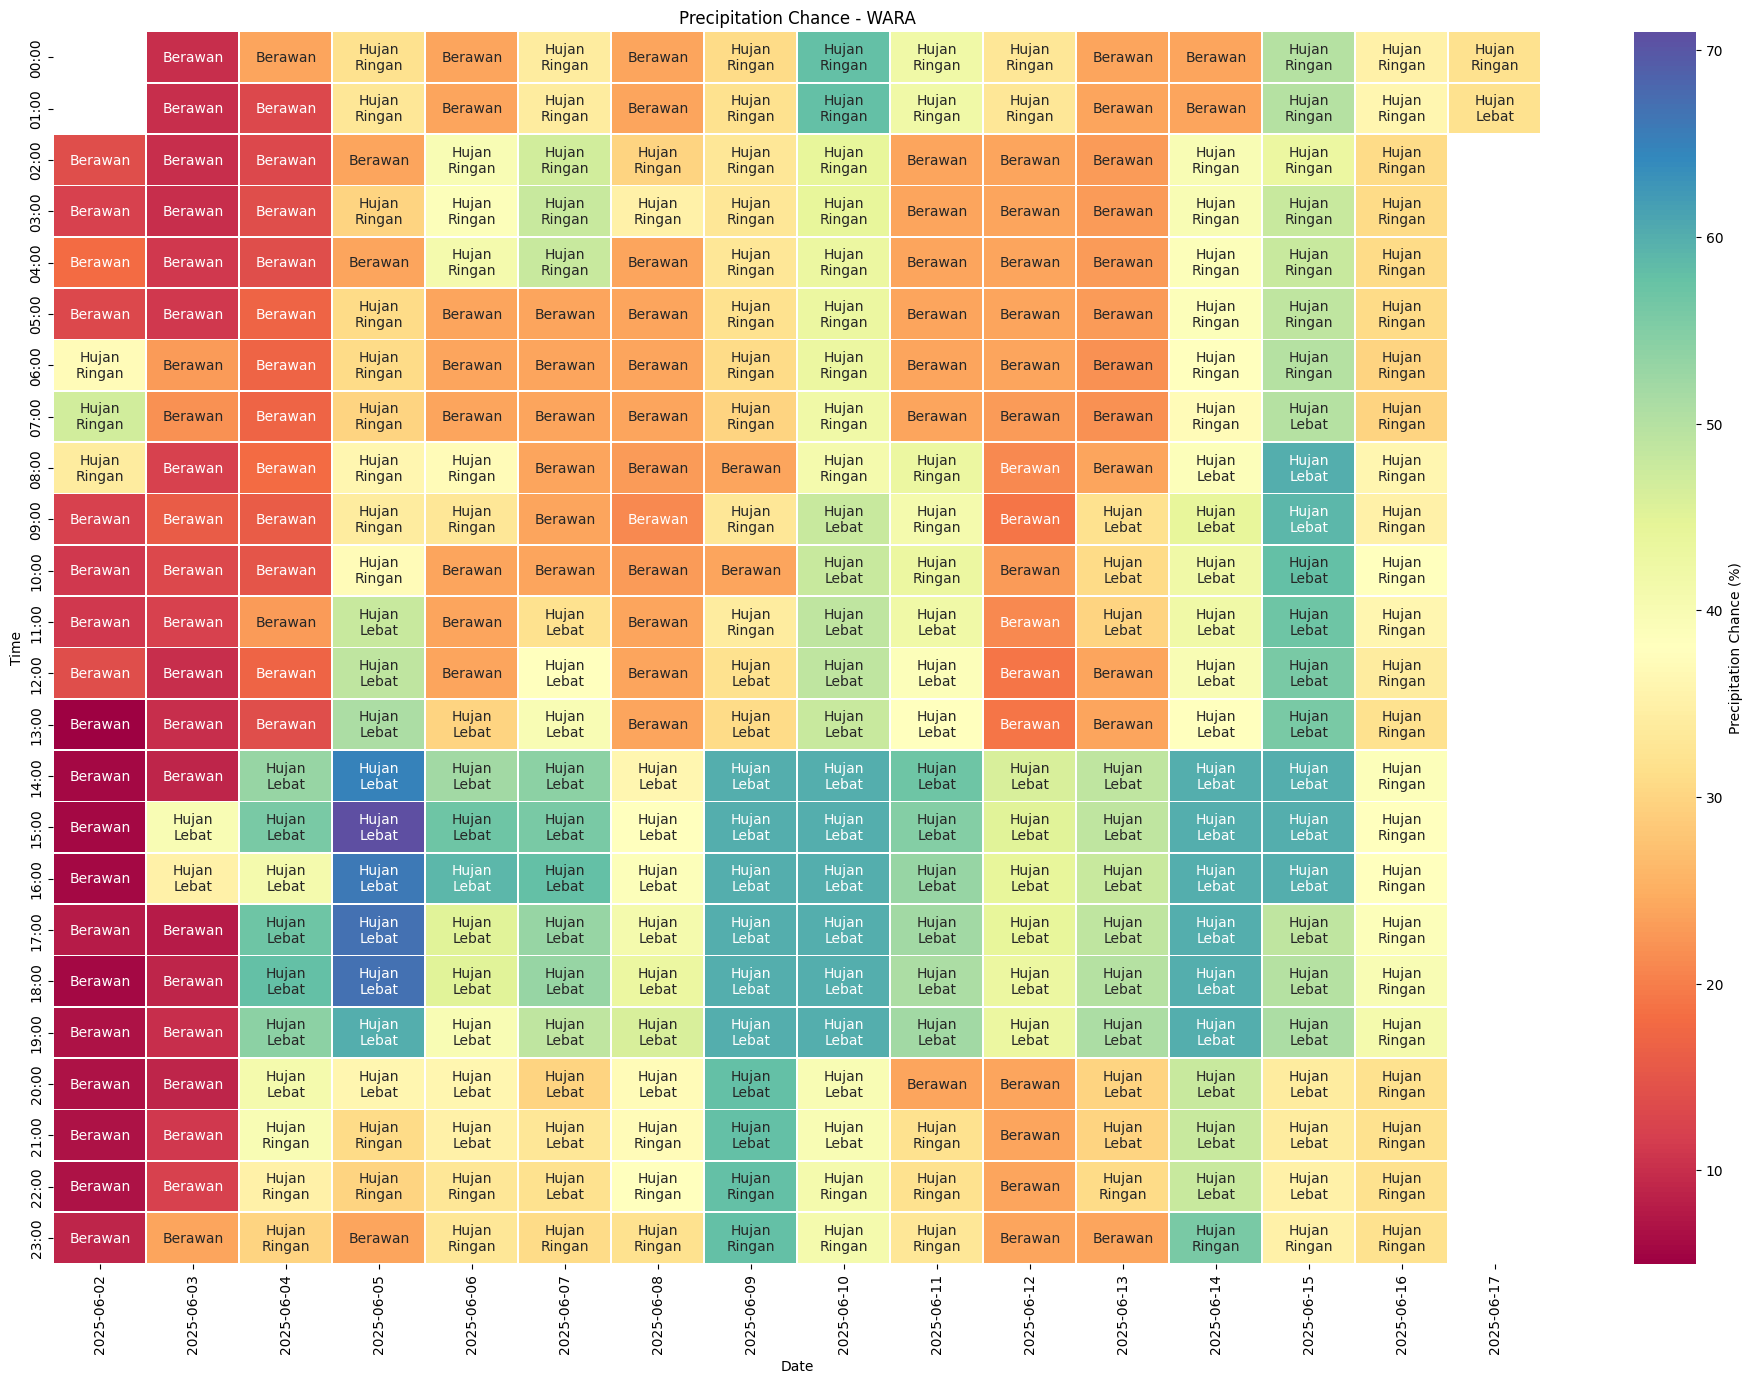 Precipitation Chance - WARA
00:00 Berawan Berawan Hujan Ringan Berawan Hujan Ringan Berawan Hujan Ringan Hujan Ringan Hujan Ringan Hujan Ringan Berawan Berawan Hujan Ringan Hujan Ringan Hujan Ringan
01:00 Berawan Berawan Hujan Ringan Berawan Hujan Ringan Berawan Hujan Ringan Hujan Ringan Hujan Ringan Hujan Ringan Berawan Berawan Hujan Ringan Hujan Ringan Hujan Lebat
02:00 Berawan Berawan Berawan Berawan Hujan Ringan Hujan Ringan Hujan Ringan Hujan Ringan Hujan Ringan Berawan Berawan Berawan Hujan Ringan Hujan Ringan Hujan Ringan
03:00 Berawan Berawan Berawan Hujan Ringan Hujan Ringan Hujan Ringan Hujan Ringan Hujan Ringan Hujan Ringan Berawan Berawan Berawan Hujan Ringan Hujan Ringan Hujan Ringan
04:00 Berawan Berawan Berawan Berawan Hujan Ringan Hujan Ringan Berawan Hujan Ringan Hujan Ringan Berawan Berawan Berawan Hujan Ringan Hujan Ringan Hujan Ringan
05:00 Berawan Berawan Berawan Hujan Ringan Berawan Berawan Berawan Hujan Ringan Hujan Ringan Berawan Berawan Berawan Hujan Ringan Hujan Ringan Hujan Ringan
06:00 Hujan Ringan Berawan Berawan Hujan Ringan Berawan Berawan Berawan Hujan Ringan Hujan Ringan Berawan Berawan Berawan Hujan Ringan Hujan Ringan Hujan Ringan
07:00 Hujan Ringan Berawan Berawan Hujan Ringan Berawan Berawan Berawan Hujan Ringan Hujan Ringan Berawan Berawan Berawan Hujan Ringan Hujan Lebat Hujan Ringan
08:00 Hujan Ringan Berawan Berawan Hujan Ringan Hujan Ringan Berawan Berawan Berawan Hujan Ringan Hujan Ringan Berawan Berawan Hujan Lebat Hujan Lebat Hujan Ringan
09:00 Berawan Berawan Berawan Hujan Ringan Hujan Ringan Berawan Berawan Hujan Ringan Hujan Lebat Hujan Ringan Berawan Hujan Lebat Hujan Lebat Hujan Lebat Hujan Ringan
10:00 Berawan Berawan Berawan Hujan Ringan Berawan Berawan Berawan Berawan Hujan Lebat Hujan Ringan Berawan Hujan Lebat Hujan Lebat Hujan Lebat Hujan Ringan
11:00 Berawan Berawan Berawan Hujan Lebat Berawan Hujan Lebat Berawan Hujan Ringan Hujan Lebat Hujan Lebat Berawan Hujan Lebat Hujan Lebat Hujan Lebat Hujan Ringan
12:00 Berawan Berawan Berawan Hujan Lebat Berawan Hujan Lebat Berawan Hujan Lebat Hujan Lebat Hujan Lebat Berawan Berawan Hujan Lebat Hujan Lebat Hujan Ringan
13:00 Berawan Berawan Berawan Hujan Lebat Hujan Lebat Hujan Lebat Berawan Hujan Lebat Hujan Lebat Hujan Lebat Berawan Berawan Hujan Lebat Hujan Lebat Hujan Ringan
14:00 Berawan Berawan Hujan Lebat Hujan Lebat Hujan Lebat Hujan Lebat Hujan Lebat Hujan Lebat Hujan Lebat Hujan Lebat Hujan Lebat Hujan Lebat Hujan Lebat Hujan Lebat Hujan Ringan
15:00 Berawan Hujan Lebat Hujan Lebat Hujan Lebat Hujan Lebat Hujan Lebat Hujan Lebat Hujan Lebat Hujan Lebat Hujan Lebat Hujan Lebat Hujan Lebat Hujan Lebat Hujan Lebat Hujan Ringan
16:00 Berawan Hujan Lebat Hujan Lebat Hujan Lebat Hujan Lebat Hujan Lebat Hujan Lebat Hujan Lebat Hujan Lebat Hujan Lebat Hujan Lebat Hujan Lebat Hujan Lebat Hujan Lebat Hujan Ringan
17:00 Berawan Berawan Hujan Lebat Hujan Lebat Hujan Lebat Hujan Lebat Hujan Lebat Hujan Lebat Hujan Lebat Hujan Lebat Hujan Lebat Hujan Lebat Hujan Lebat Hujan Lebat Hujan Ringan
18:00 Berawan Berawan Hujan Lebat Hujan Lebat Hujan Lebat Hujan Lebat Hujan Lebat Hujan Lebat Hujan Lebat Hujan Lebat Hujan Lebat Hujan Lebat Hujan Lebat Hujan Lebat Hujan Ringan
19:00 Berawan Berawan Hujan Lebat Hujan Lebat Hujan Lebat Hujan Lebat Hujan Lebat Hujan Lebat Hujan Lebat Hujan Lebat Hujan Lebat Hujan Lebat Hujan Lebat Hujan Lebat Hujan Ringan
20:00 Berawan Berawan Hujan Lebat Hujan Lebat Hujan Lebat Hujan Lebat Hujan Lebat Hujan Lebat Hujan Lebat Berawan Berawan Hujan Lebat Hujan Lebat Hujan Lebat Hujan Ringan
21:00 Berawan Berawan Hujan Ringan Hujan Ringan Hujan Lebat Hujan Lebat Hujan Ringan Hujan Lebat Hujan Lebat Hujan Ringan Berawan Hujan Lebat Hujan Lebat Hujan Lebat Hujan Ringan
22:00 Berawan Berawan Hujan Ringan Hujan Ringan Hujan Ringan Hujan Lebat Hujan Ringan Hujan Ringan Hujan Ringan Hujan Ringan Berawan Hujan Ringan Hujan Lebat Hujan Lebat Hujan Ringan
23:00 Berawan Berawan Hujan Ringan Berawan Hujan Ringan Hujan Ringan Hujan Ringan Hujan Ringan Hujan Ringan Hujan Ringan Berawan Berawan Hujan Ringan Hujan Ringan Hujan Ringan
Time
2025-06-02
2025-06-03
2025-06-04
2025-06-05
2025-06-06
2025-06-07
2025-06-08
2025-06-09
2025-06-10
2025-06-11
2025-06-12
2025-06-13
2025-06-14
2025-06-15
2025-06-16
2025-06-17
Date
70
60
50
40
30
20
10
Precipitation Chance (%)